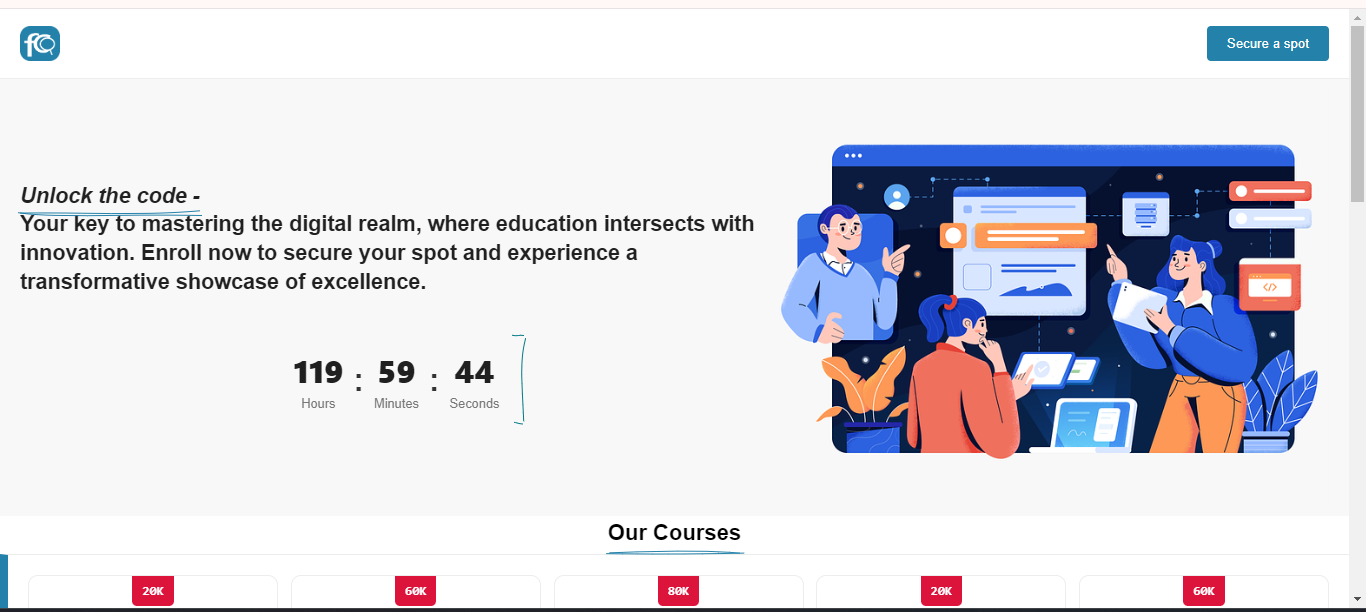 fC
Secure a spot
Unlock the code -
Your key to mastering the digital realm, where education intersects with
innovation. Enroll now to secure your spot and experience a
transformative showcase of excellence.
119 : 59 : 44
Hours Minutes Seconds
</>
Our Courses
20K 60K 80K 20K 60K